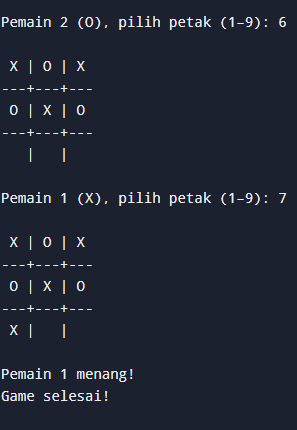 Pemain 2 (O), pilih petak (1-9): 6
X | O | X
---+---+---
O | X | O
---+---+---
  |   |
Pemain 1 (X), pilih petak (1-9): 7
X | O | X
---+---+---
O | X | O
---+---+---
X |   |
Pemain 1 menang!
Game selesai!